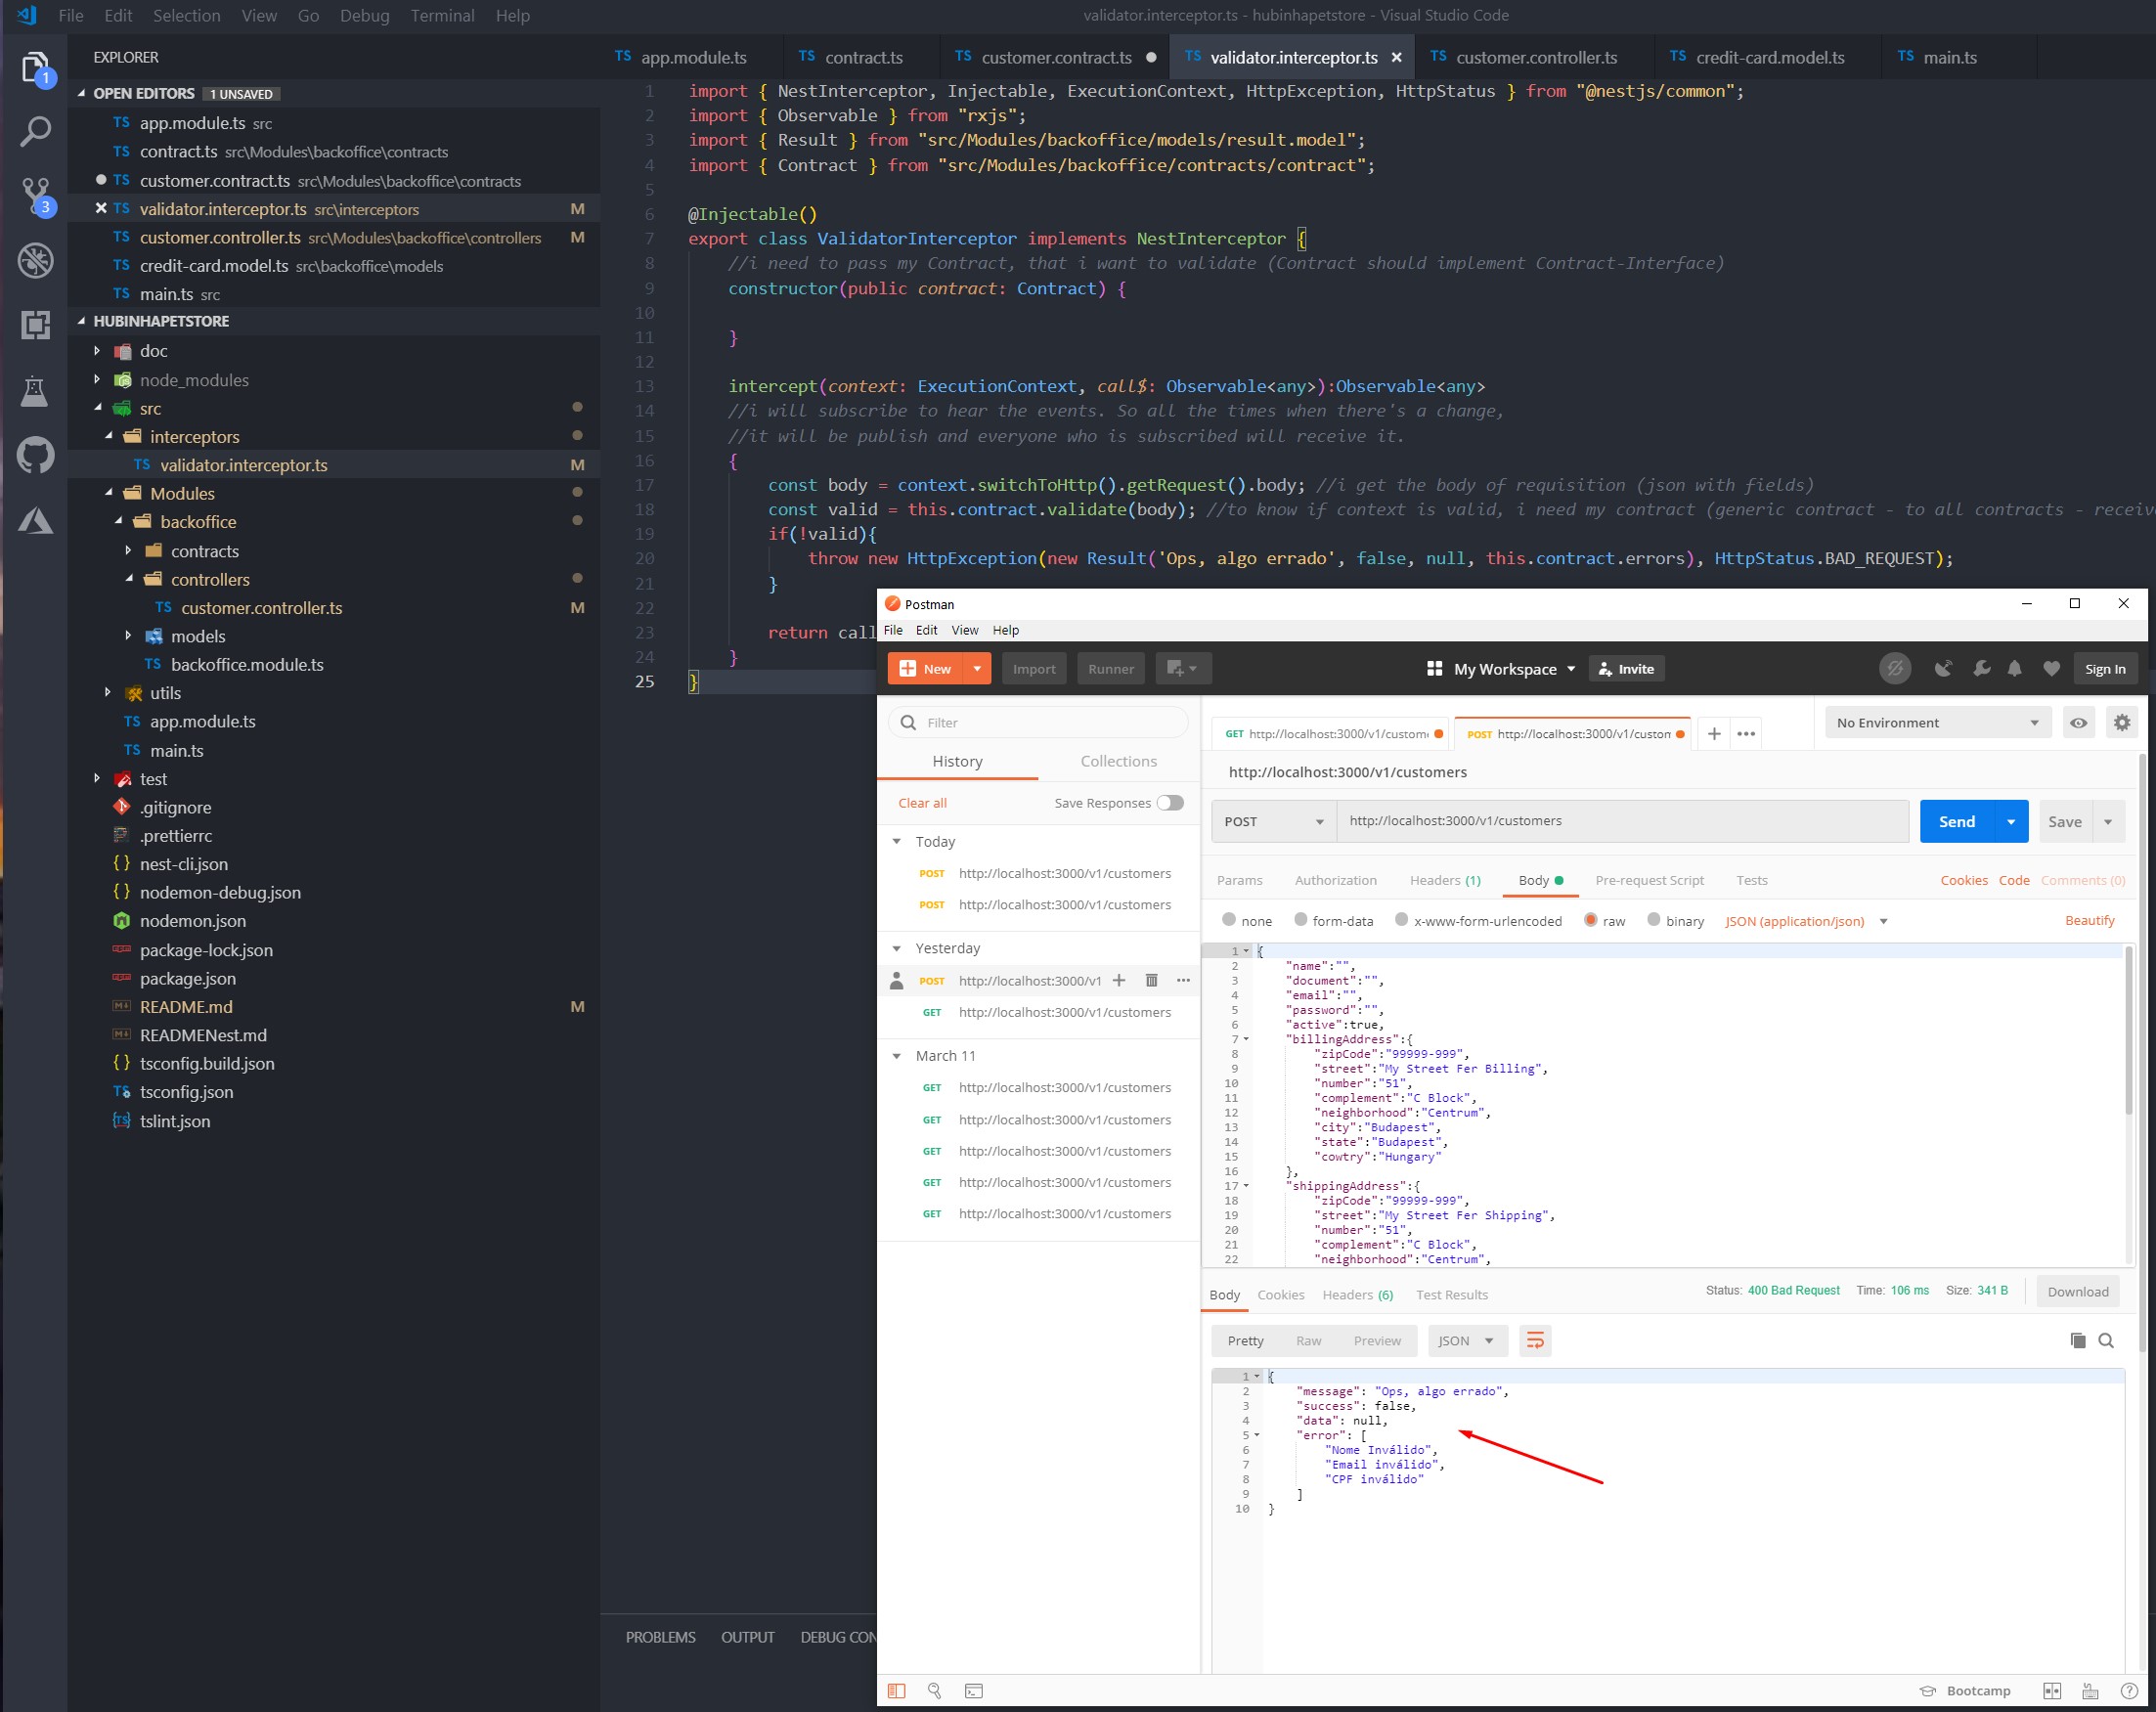 File Edit Selection View Go Debug Terminal Help
validator.interceptor.ts - hubinhapetstore - Visual Studio Code
EXPLORER
OPEN EDITORS 1 UNSAVED
TS app.module.ts src
TS contract.ts src\Modules\backoffice\contracts
TS customer.contract.ts src\Modules\backoffice\contracts
TS validator.interceptor.ts src\interceptors M
TS customer.controller.ts src\Modules\backoffice\controllers M
TS credit-card.model.ts src\backoffice\models
TS main.ts src
HUBINHAPETSTORE
doc
node_modules
src
interceptors
TS validator.interceptor.ts M
Modules
backoffice
contracts
controllers
TS customer.controller.ts M
models
TS backoffice.module.ts
utils
TS app.module.ts
TS main.ts
test
.gitignore
.prettierrc
nest-cli.json
nodemon-debug.json
nodemon.json
package-lock.json
package.json
README.md M
READMENest.md
tsconfig.build.json
tsconfig.json
tslint.json
1
3
TS app.module.ts TS contract.ts TS customer.contract.ts TS validator.interceptor.ts TS customer.controller.ts TS credit-card.model.ts TS main.ts
1 import { NestInterceptor, Injectable, ExecutionContext, HttpException, HttpStatus } from "@nestjs/common";
2 import { Observable } from "rxjs";
3 import { Result } from "src/Modules/backoffice/models/result.model";
4 import { Contract } from "src/Modules/backoffice/contracts/contract";
5
6 @Injectable()
7 export class ValidatorInterceptor implements NestInterceptor {
8 //i need to pass my Contract, that i want to validate (Contract should implement Contract-Interface)
9 constructor(public contract: Contract) {
10
11 }
12
13 intercept(context: ExecutionContext, call$: Observable<any>):Observable<any>
14 //i will subscribe to hear the events. So all the times when there's a change,
15 //it will be publish and everyone who is subscribed will receive it.
16 {
17 const body = context.switchToHttp().getRequest().body; //i get the body of requisition (json with fields)
18 const valid = this.contract.validate(body); //to know if context is valid, i need my contract (generic contract - to all contracts - receiv
19 if(!valid){
20 throw new HttpException(new Result('Ops, algo errado', false, null, this.contract.errors), HttpStatus.BAD_REQUEST);
21 }
22
23 return call
24 }
25 }
PROBLEMS OUTPUT DEBUG CON
Postman
File Edit View Help
New Import Runner My Workspace Invite Sign In
Filter
History Collections
Clear all Save Responses
Today
POST http://localhost:3000/v1/customers
POST http://localhost:3000/v1/customers
Yesterday
POST http://localhost:3000/v1
GET http://localhost:3000/v1/customers
March 11
GET http://localhost:3000/v1/customers
GET http://localhost:3000/v1/customers
GET http://localhost:3000/v1/customers
GET http://localhost:3000/v1/customers
GET http://localhost:3000/v1/customers
GET http://localhost:3000/v1/custome POST http://localhost:3000/v1/custom No Environment
http://localhost:3000/v1/customers
POST http://localhost:3000/v1/customers Send Save
Params Authorization Headers (1) Body Pre-request Script Tests Cookies Code Comments (0)
none form-data x-www-form-urlencoded raw binary JSON (application/json) Beautify
1 {
2 "name":"",
3 "document":"",
4 "email":"",
5 "password":"",
6 "active":true,
7 "billingAddress":{
8 "zipCode":"99999-999",
9 "street":"My Street Fer Billing",
10 "number":"51",
11 "complement":"C Block",
12 "neighborhood":"Centrum",
13 "city":"Budapest",
14 "state":"Budapest",
15 "cowtry":"Hungary"
16 },
17 "shippingAddress":{
18 "zipCode":"99999-999",
19 "street":"My Street Fer Shipping",
20 "number":"51",
21 "complement":"C Block",
22 "neighborhood":"Centrum",
Body Cookies Headers (6) Test Results Status: 400 Bad Request Time: 106 ms Size: 341 B Download
Pretty Raw Preview JSON
1 {
2 "message": "Ops, algo errado",
3 "success": false,
4 "data": null,
5 "error": [
6 "Nome Inválido",
7 "Email inválido",
8 "CPF inválido"
9 ]
10 }
Bootcamp